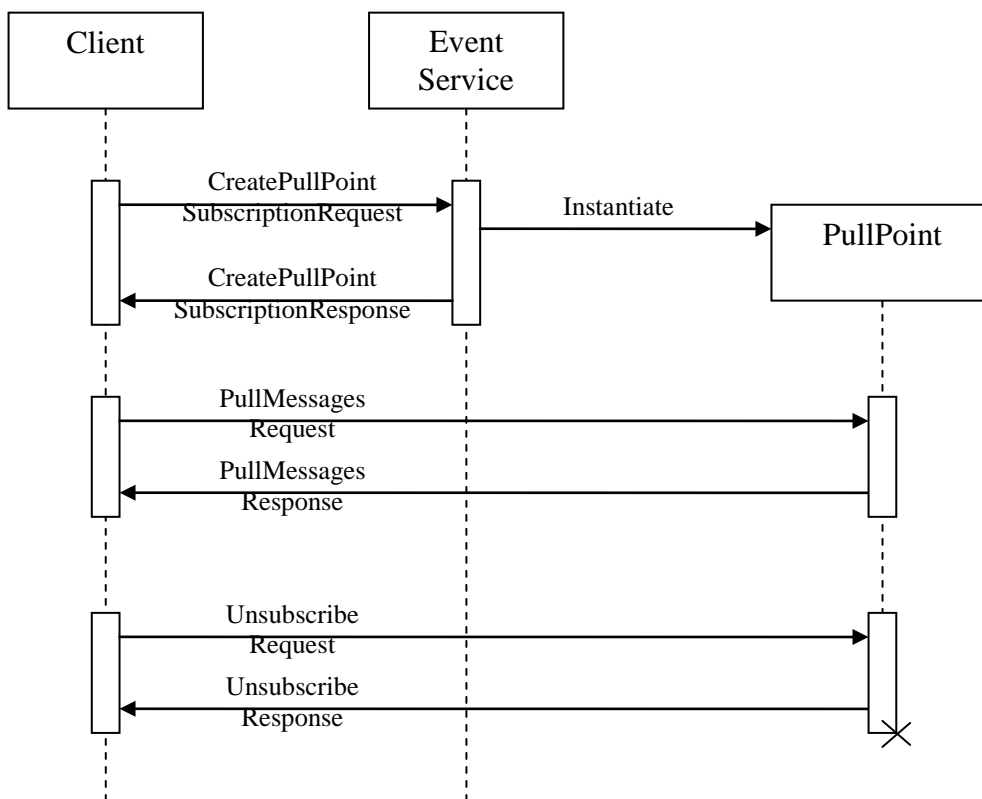 Client
Event
Service
CreatePullPoint
SubscriptionRequest
Instantiate
PullPoint
CreatePullPoint
SubscriptionResponse
PullMessages
Request
PullMessages
Response
Unsubscribe
Request
Unsubscribe
Response